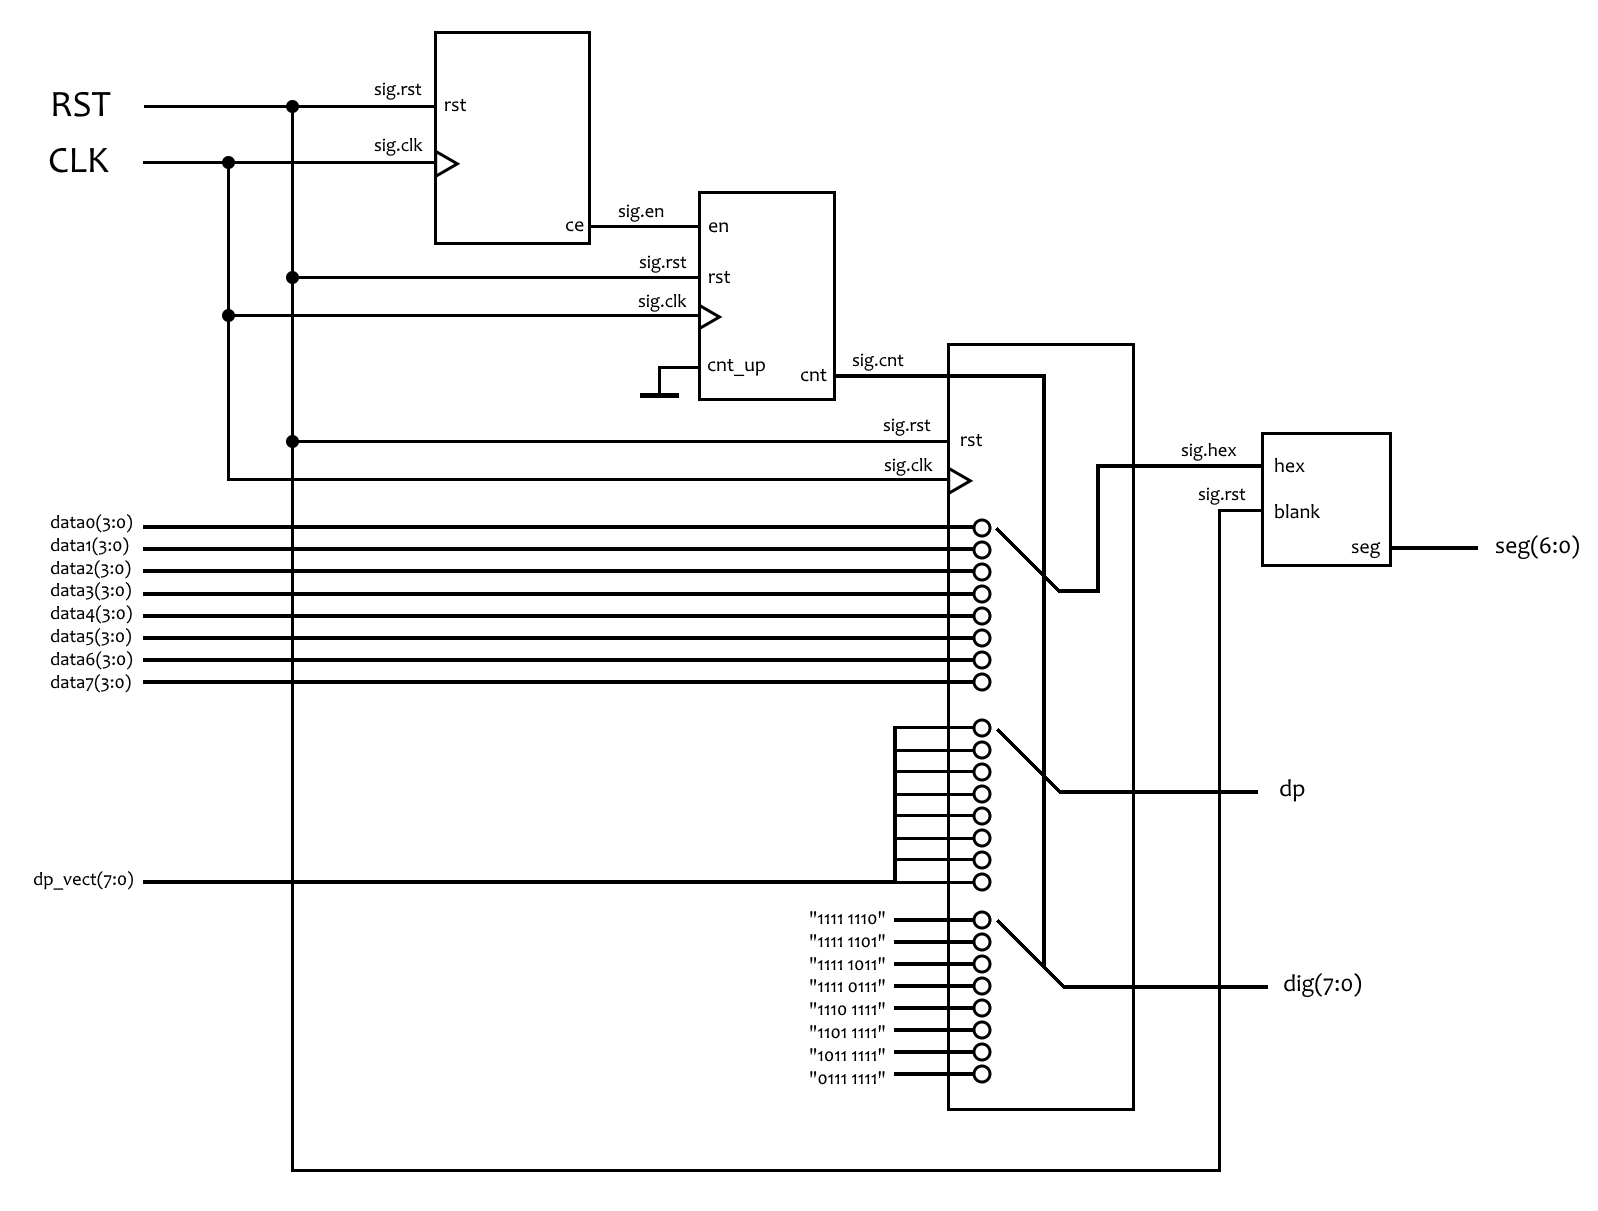 RST
sig.rst
rst
CLK
sig.clk
ce
sig.en
en
sig.rst
rst
sig.clk
cnt_up
cnt
sig.cnt
sig.rst
rst
sig.clk
sig.hex
hex
sig.rst
blank
seg
seg(6:0)
data0(3:0)
data1(3:0)
data2(3:0)
data3(3:0)
data4(3:0)
data5(3:0)
data6(3:0)
data7(3:0)
dp
dp_vect(7:0)
"1111 1110"
"1111 1101"
"1111 1011"
"1111 0111"
"1110 1111"
"1101 1111"
"1011 1111"
"0111 1111"
dig(7:0)